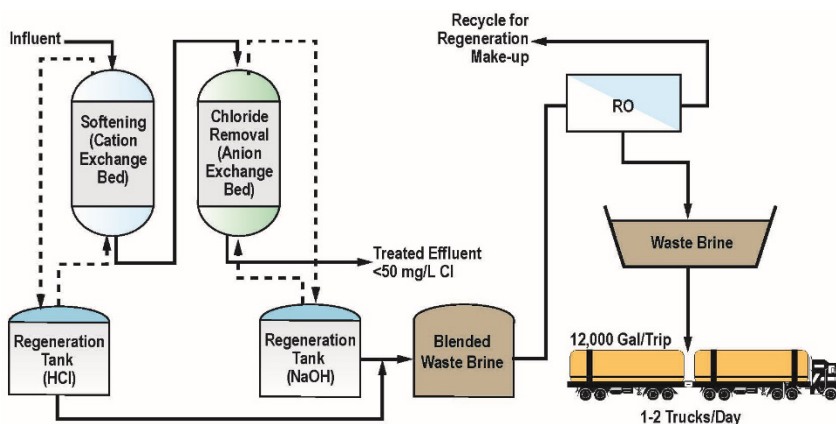 Influent
Softening
(Cation
Exchange
Bed)
Chloride
Removal
(Anion
Exchange
Bed)
Recycle for
Regeneration
Make-up
RO
Waste Brine
Treated Effluent
<50 mg/L Cl
Regeneration
Tank
(HCl)
Regeneration
Tank
(NaOH)
Blended
Waste Brine
12,000 Gal/Trip
1-2 Trucks/Day